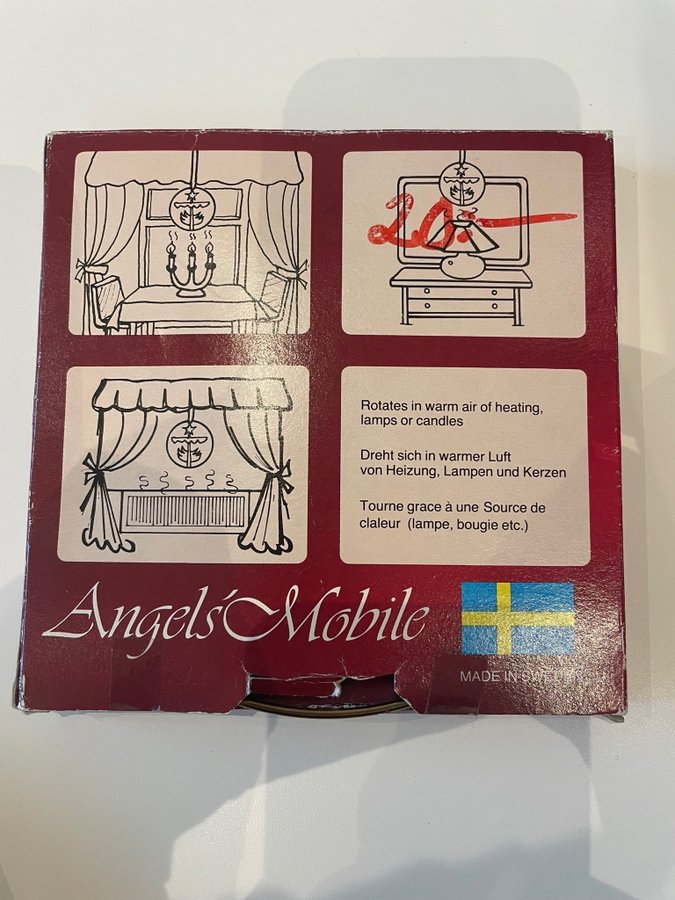 20.-
Rotates in warm air of heating,
lamps or candles
Dreht sich in warmer Luft
von Heizung, Lampen und Kerzen
Tourne grace à une Source de
claleur (lampe, bougie etc.)
Angels' Mobile
MADE IN SWEDEN